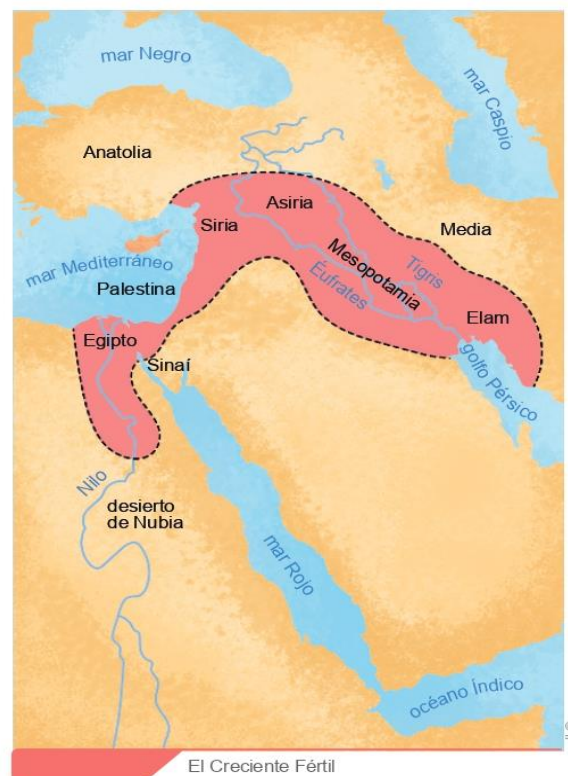 mar Negro
mar Caspio
Anatolia
Asiria
Siria
Media
mar Mediterráneo
Mesopotamia
Tigris
Éufrates
Palestina
Elam
Egipto
golfo Pérsico
Sinaí
Nilo
desierto
de Nubia
mar Rojo
océano Índico
El Creciente Fértil